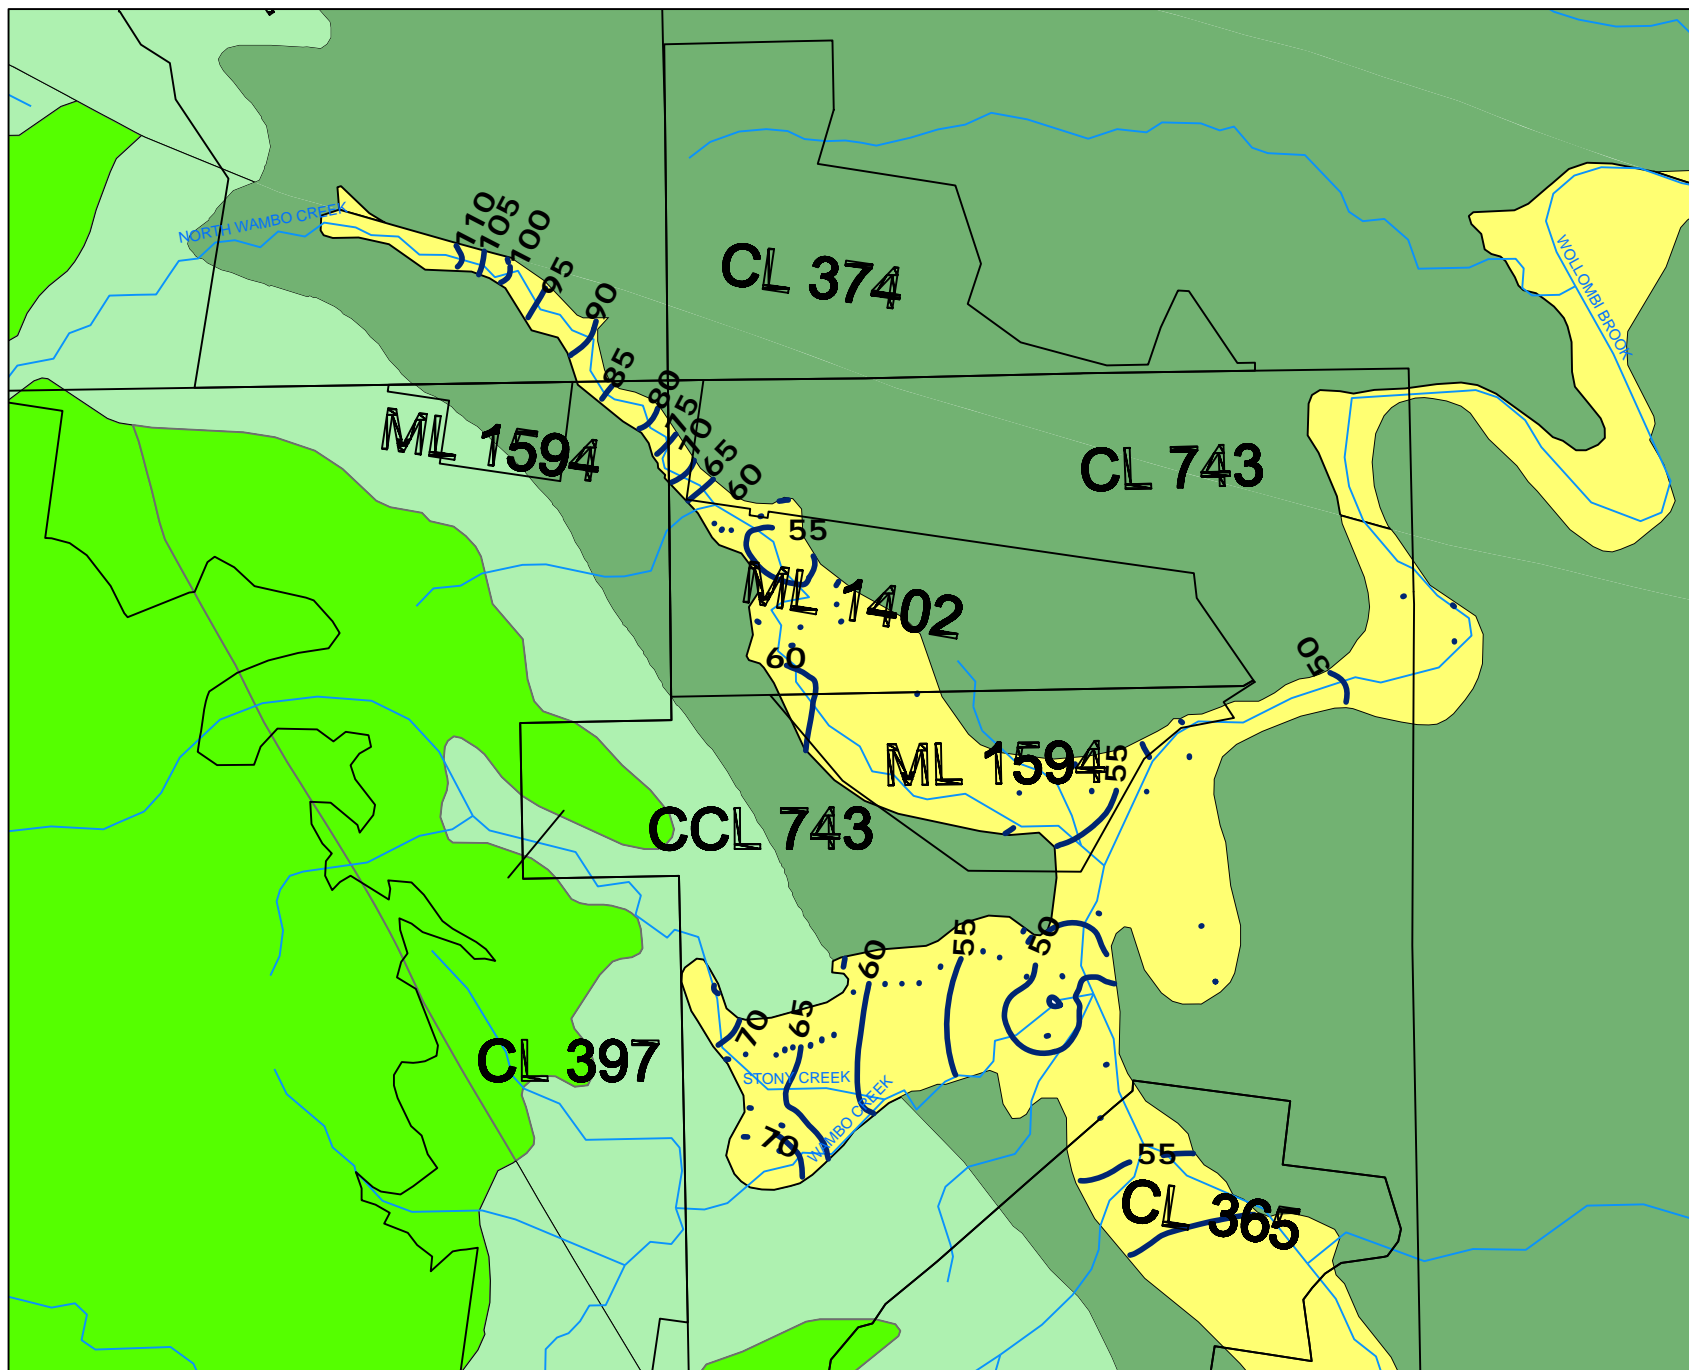 110
105
100
NORTH WAMBO CREEK
95
90
CL 374
WOLLOMBI BROOK
85
80
75
70
65
60
ML 1594
CL 743
55
ML 1402
60
50
ML 1594
55
CCL 743
50
55
60
65
70
CL 397
STONY CREEK
WAMBO CREEK
70
55
CL 365